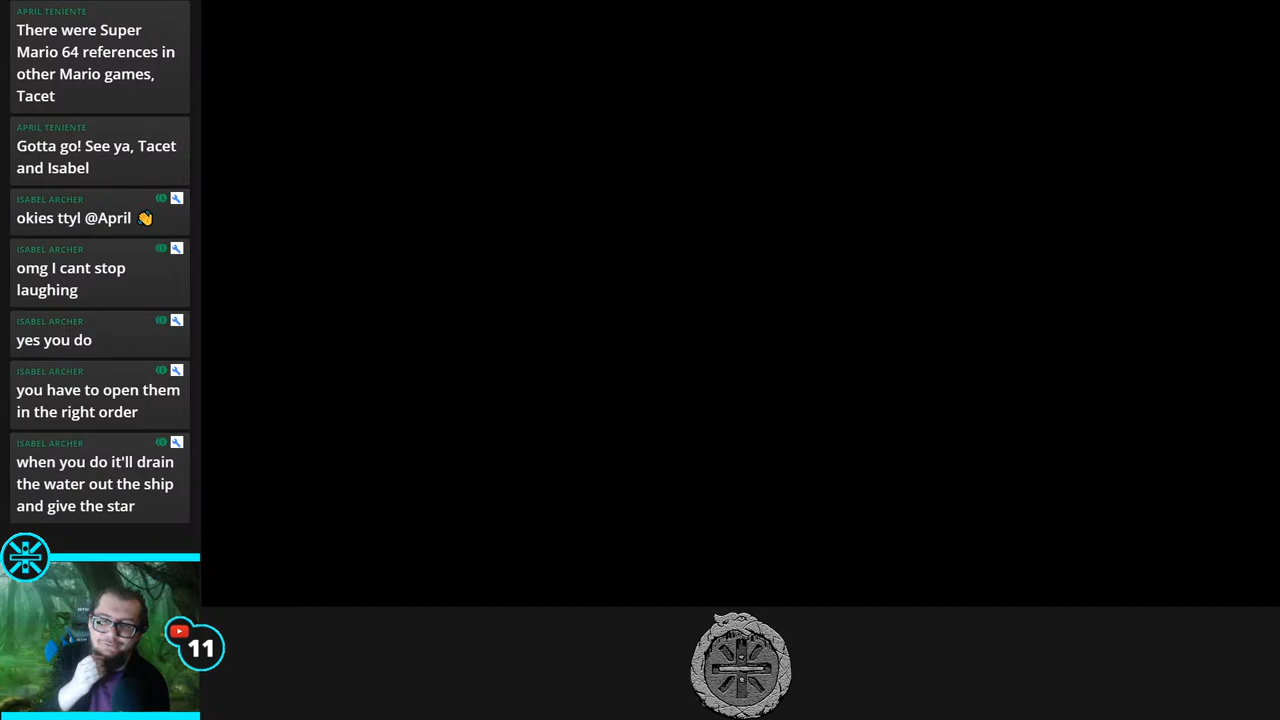 APRIL TENIENTE
There were Super
Mario 64 references in
other Mario games,
Tacet
APRIL TENIENTE
Gotta go! See ya, Tacet
and Isabel
ISABEL ARCHER
okies ttyl @April 👋
ISABEL ARCHER
omg I cant stop
laughing
ISABEL ARCHER
yes you do
ISABEL ARCHER
you have to open them
in the right order
ISABEL ARCHER
when you do it'll drain
the water out the ship
and give the star
11